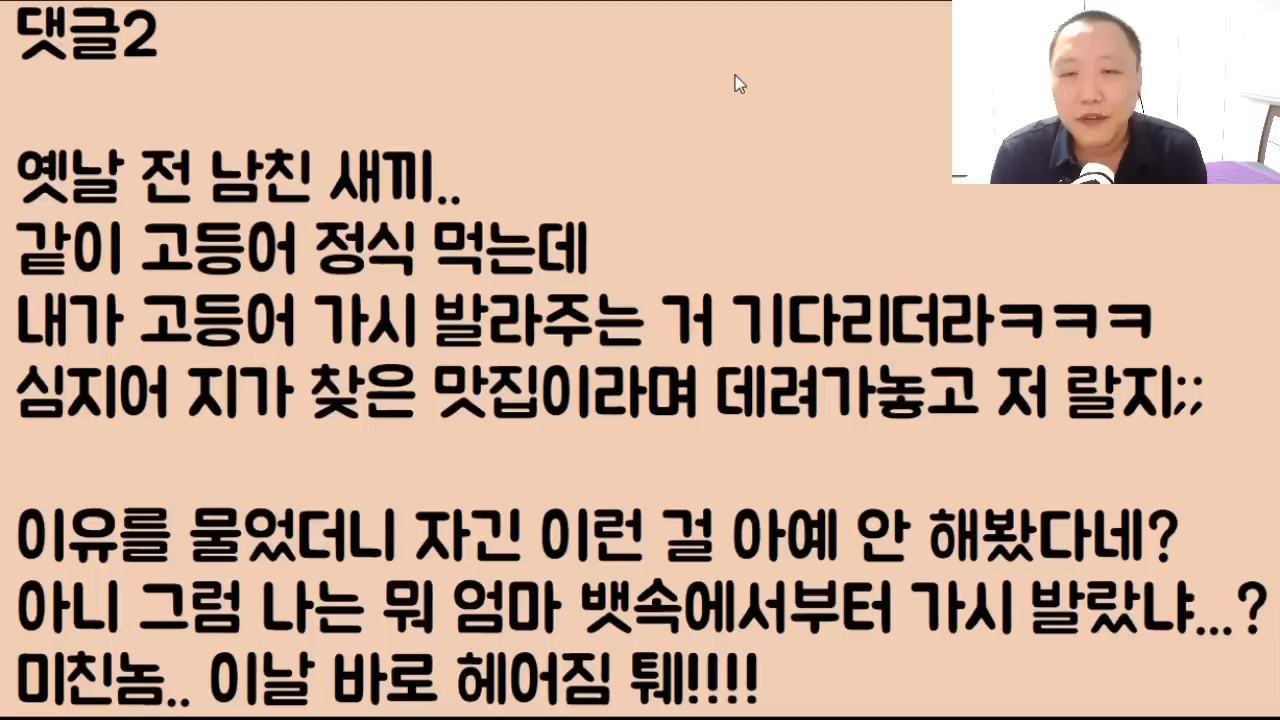 댓글2
옛날 전 남친 새끼..
같이 고등어 정식 먹는데
내가 고등어 가시 발라주는 거 기다리더라ㅋㅋㅋ
심지어 지가 찾은 맛집이라며 데려가놓고 저 랄지;;
이유를 물었더니 자긴 이런 걸 아예 안 해봤다네?
아니 그럼 나는 뭐 엄마 뱃속에서부터 가시 발랐냐...?
미친놈.. 이날 바로 헤어짐 퉤!!!!